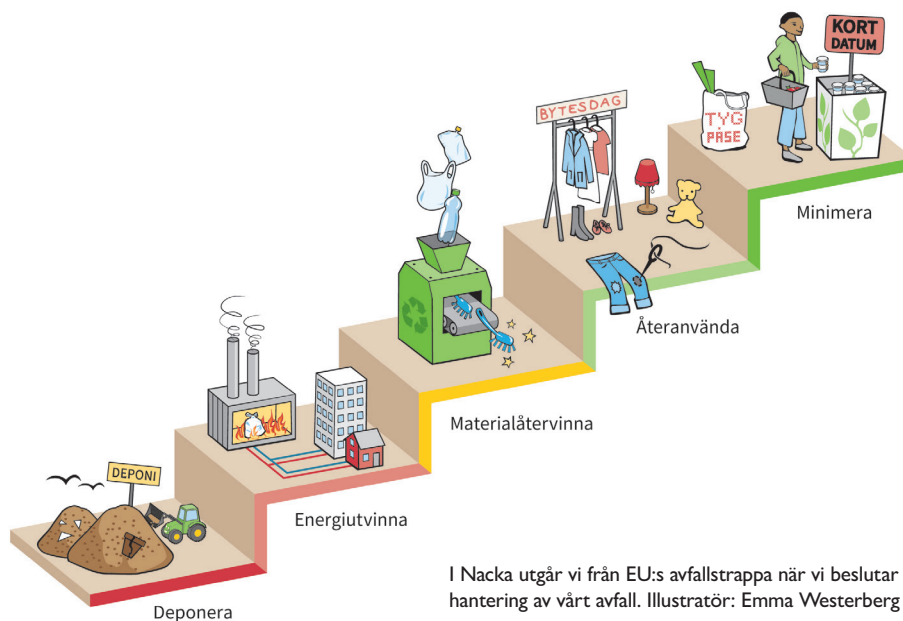 KORT
DATUM
TYG
PÅSE
BYTESDAG
Minimera
Återanvända
Materialåtervinna
DEPONI
Energiutvinna
Deponera
I Nacka utgår vi från EU:s avfallstrappa när vi beslutar
hantering av vårt avfall. Illustratör: Emma Westerberg